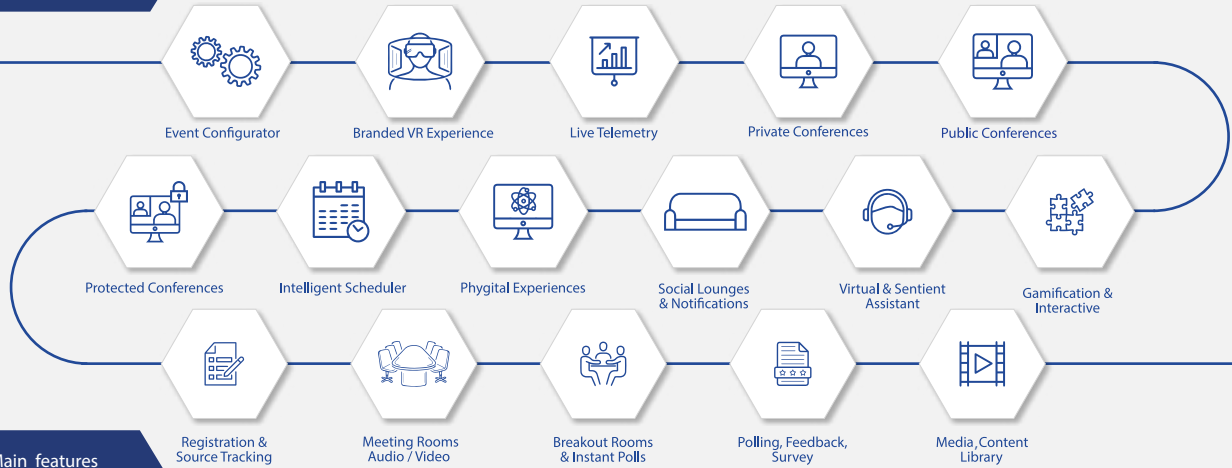 Event Configurator
Branded VR Experience
Live Telemetry
Private Conferences
Public Conferences
Protected Conferences
Intelligent Scheduler
Phygital Experiences
Social Lounges
& Notifications
Virtual & Sentient
Assistant
Gamification &
Interactive
Registration &
Source Tracking
Meeting Rooms
Audio / Video
Breakout Rooms
& Instant Polls
Polling, Feedback,
Survey
Media, Content
Library
Main features